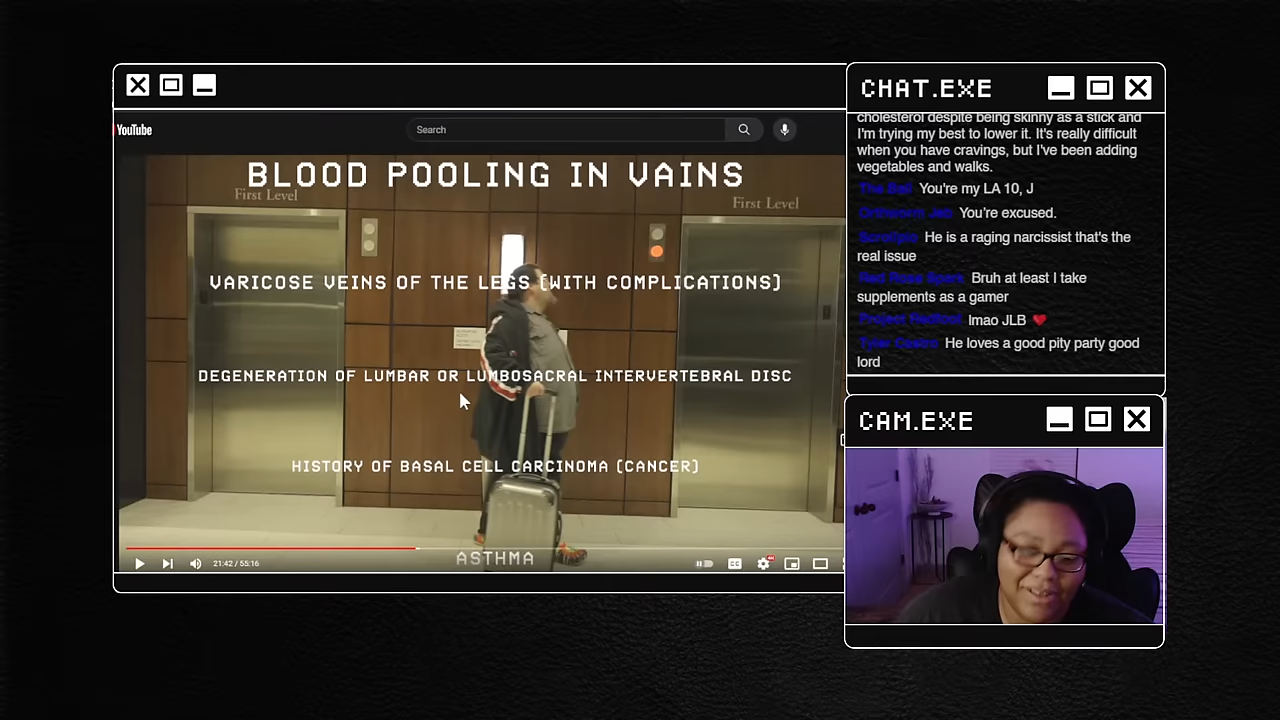 YouTube
Search
BLOOD POOLING IN VAINS
First Level
First Level
VARICOSE VEINS OF THE LEGS (WITH COMPLICATIONS)
DEGENERATION OF LUMBAR OR LUMBOSACRAL INTERVERTEBRAL DISC
HISTORY OF BASAL CELL CARCINOMA (CANCER)
ASTHMA
21:42 / 55:16
CC
CHAT.EXE
cholesterol despite being skinny as a stick and
I'm trying my best to lower it. It's really difficult
when you have cravings, but I've been adding
vegetables and walks.
You're my LA 10, J
You're excused.
He is a raging narcissist that's the
real issue
Bruh at least I take
supplements as a gamer
lmao JLB ❤️
He loves a good pity party good
lord
CAM.EXE